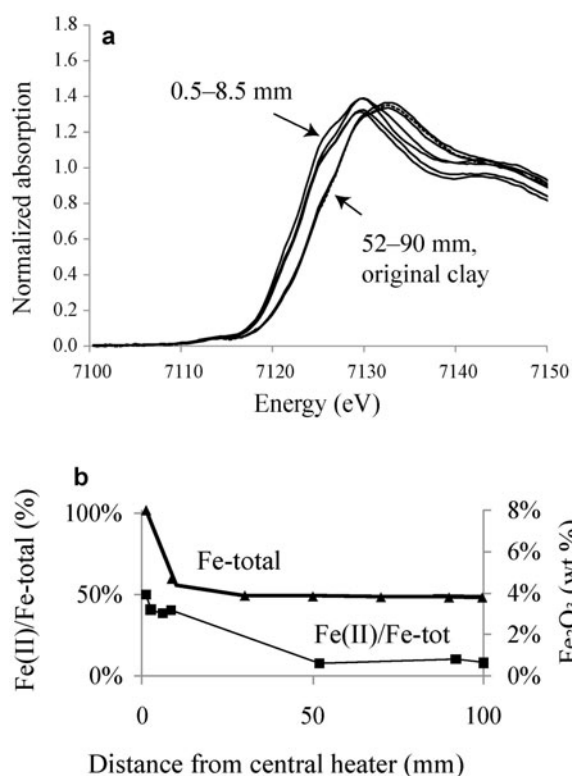 a
1.8
1.6
1.4
1.2
1.0
0.8
0.6
0.4
0.2
0.0
Normalized absorption
0.5–8.5 mm
52–90 mm,
original clay
7100 7110 7120 7130 7140 7150
Energy (eV)
b
Fe(II)/Fe-total (%)
100%
50%
0%
Fe-total
Fe(II)/Fe-tot
8%
6%
4%
2%
0%
Fe₂O₃ (wt %)
0 50 100
Distance from central heater (mm)